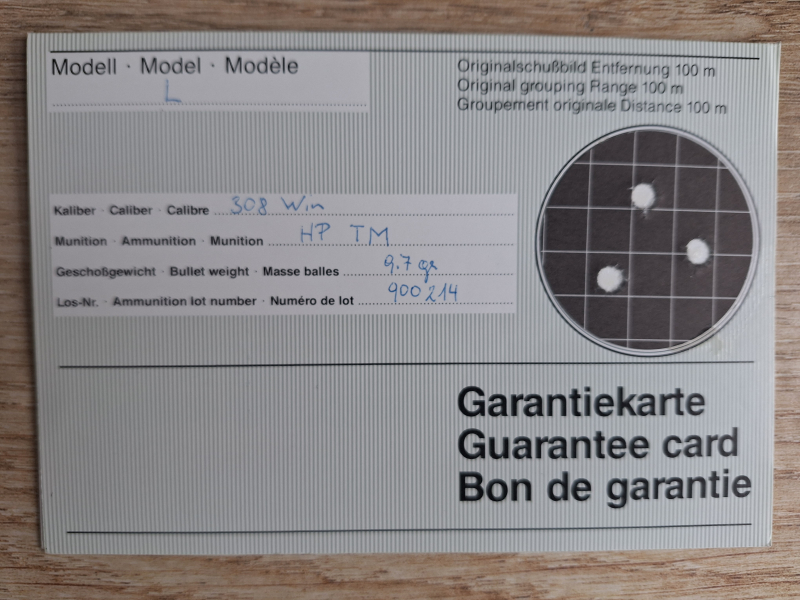 Modell · Model · Modèle
L
Originalschußbild Entfernung 100 m
Original grouping Range 100 m
Groupement originale Distance 100 m
Kaliber · Caliber · Calibre 308 Win
Munition · Ammunition · Munition HP TM
Geschoßgewicht · Bullet weight · Masse balles 9.7 gr
Los-Nr. · Ammunition lot number · Numéro de lot 900214
Garantiekarte
Guarantee card
Bon de garantie